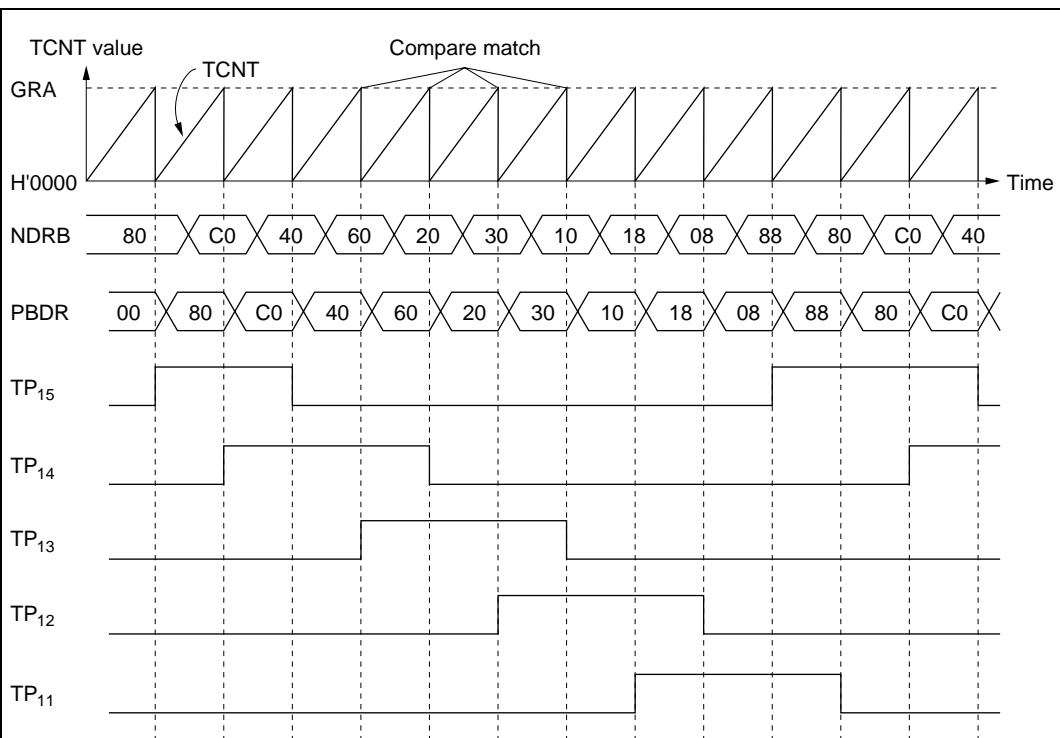 TCNT value
Compare match
TCNT
GRA
H'0000
Time
NDRB 80 C0 40 60 20 30 10 18 08 88 80 C0 40
PBDR 00 80 C0 40 60 20 30 10 18 08 88 80 C0
TP15
TP14
TP13
TP12
TP11